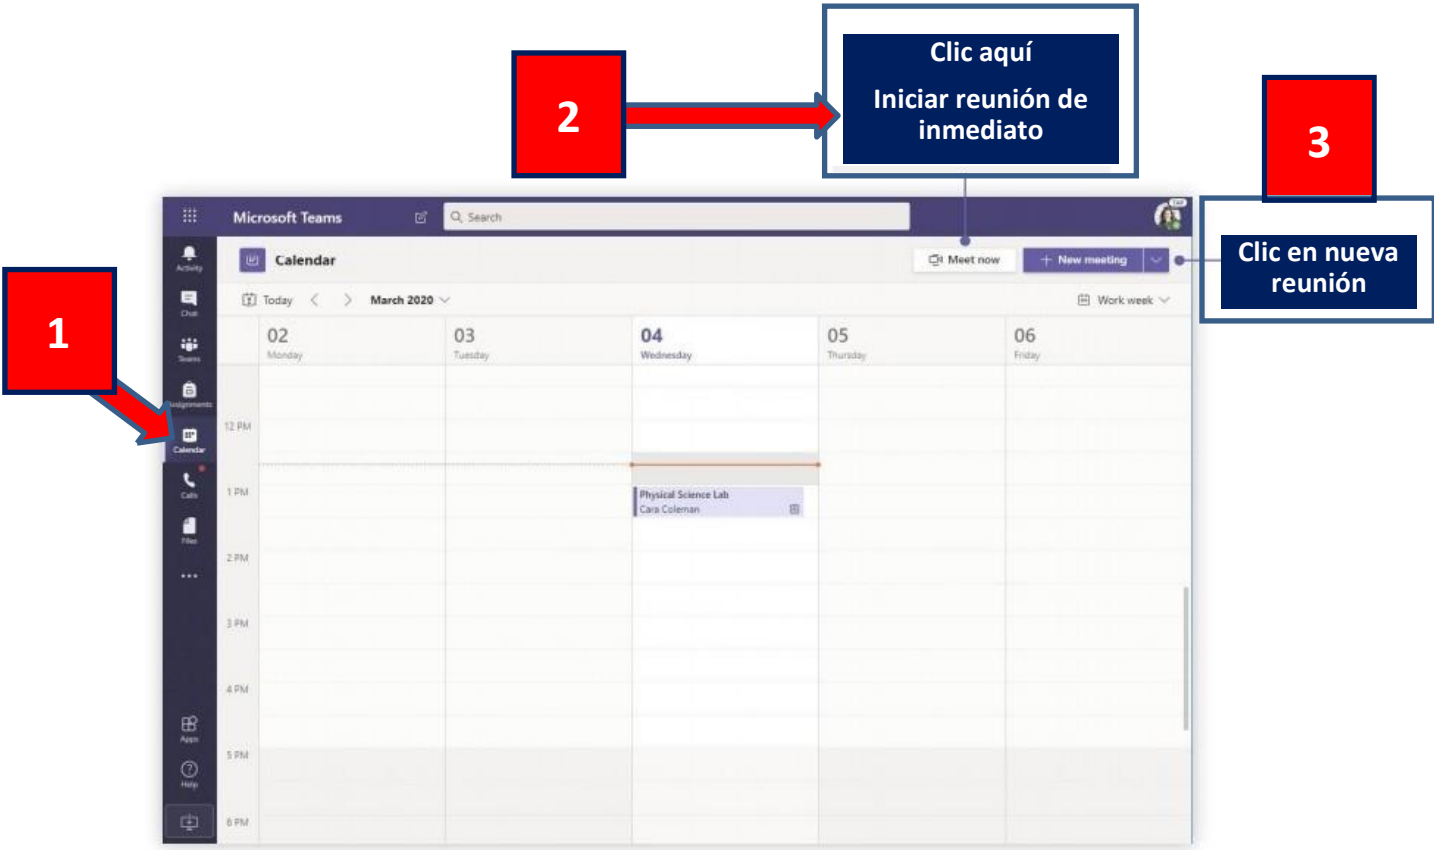 Clic aquí
Iniciar reunión de
inmediato
2
3
Microsoft Teams
Search
Activity
Calendar
Meet now
New meeting
Clic en nueva
reunión
Chat
Today
March 2020
Work week
1
Teams
02
03
04
05
06
Monday
Tuesday
Wednesday
Thursday
Friday
Assignments
12 PM
Calendar
Calls
1 PM
Physical Science Lab
Cara Coleman
Files
2 PM
3 PM
4 PM
Apps
5 PM
Help
6 PM